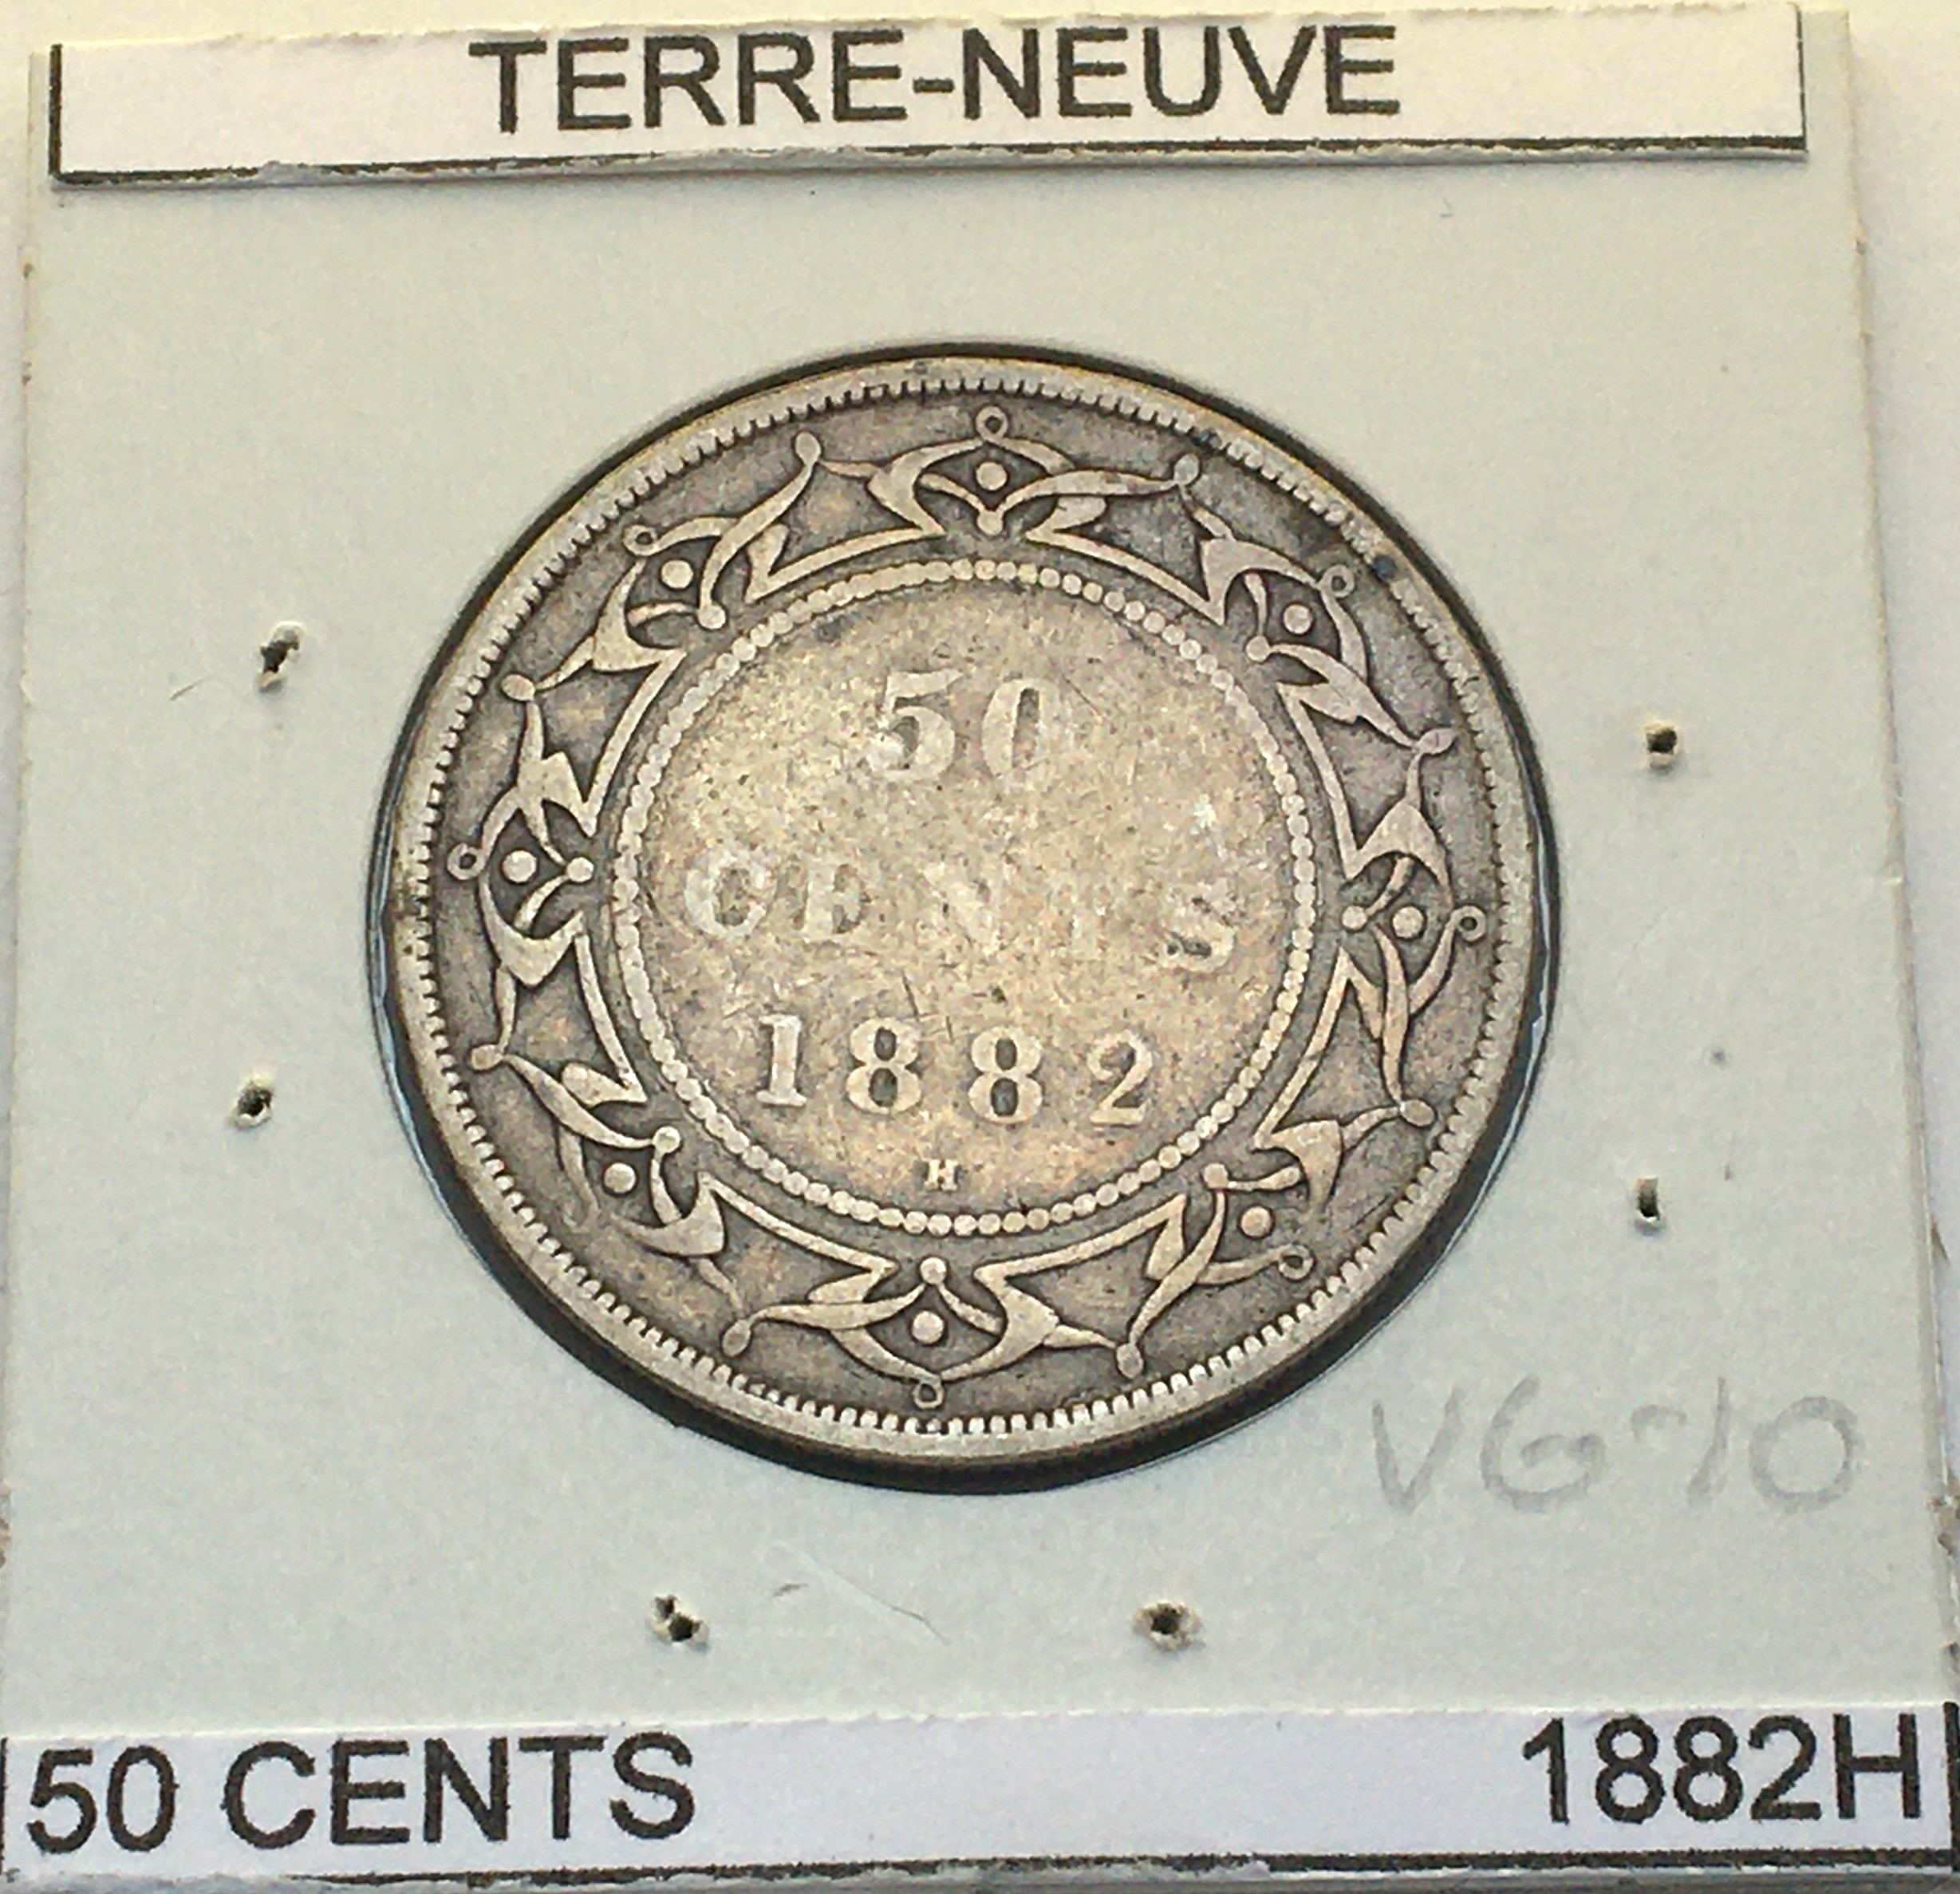 TERRE-NEUVE
50
CENTS
1882
H
VG-10
50 CENTS 1882H